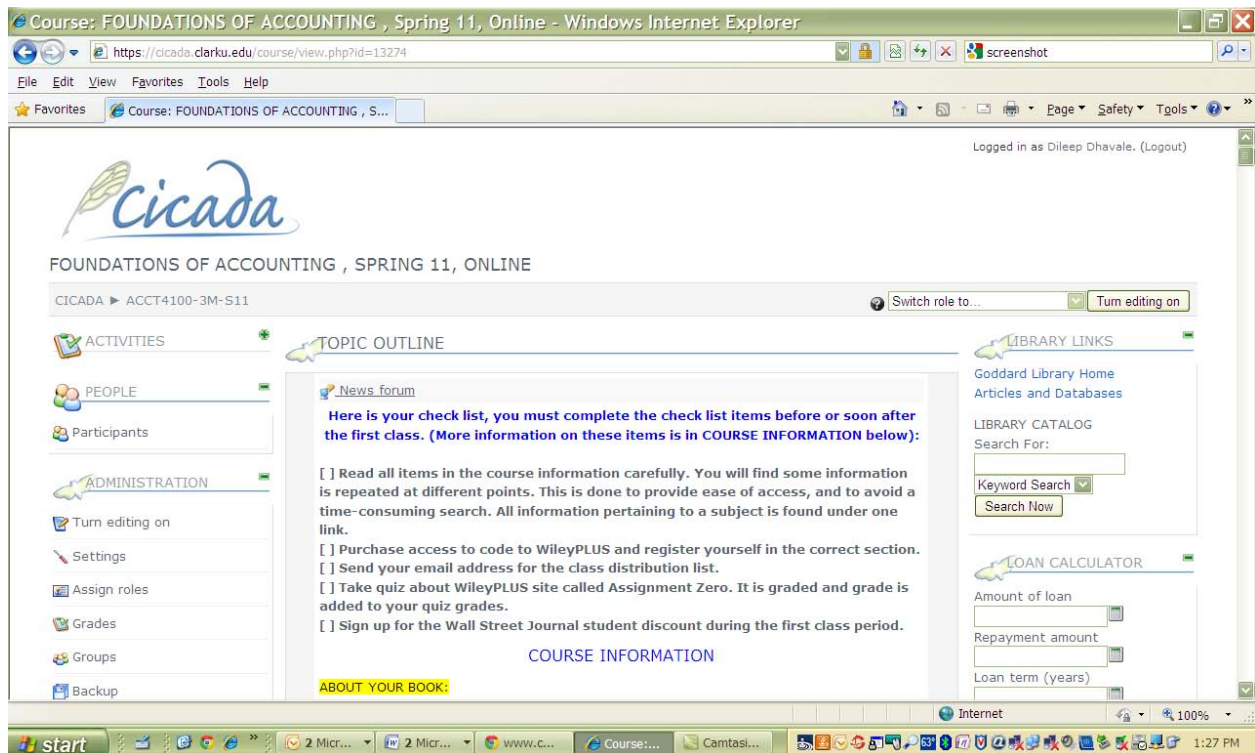 Course: FOUNDATIONS OF ACCOUNTING , Spring 11, Online - Windows Internet Explorer
https://cicada.clarku.edu/course/view.php?id=13274
screenshot
File Edit View Favorites Tools Help
Favorites
Course: FOUNDATIONS OF ACCOUNTING , S...
Page Safety Tools
Logged in as Dileep Dhavale. (Logout)
Cicada
FOUNDATIONS OF ACCOUNTING , SPRING 11, ONLINE
CICADA ► ACCT4100-3M-S11
Switch role to...
Turn editing on
ACTIVITIES
PEOPLE
Participants
ADMINISTRATION
Turn editing on
Settings
Assign roles
Grades
Groups
Backup
TOPIC OUTLINE
News forum
Here is your check list, you must complete the check list items before or soon after
the first class. (More information on these items is in COURSE INFORMATION below):
[ ] Read all items in the course information carefully. You will find some information
is repeated at different points. This is done to provide ease of access, and to avoid a
time-consuming search. All information pertaining to a subject is found under one
link.
[ ] Purchase access to code to WileyPLUS and register yourself in the correct section.
[ ] Send your email address for the class distribution list.
[ ] Take quiz about WileyPLUS site called Assignment Zero. It is graded and grade is
added to your quiz grades.
[ ] Sign up for the Wall Street Journal student discount during the first class period.
COURSE INFORMATION
ABOUT YOUR BOOK:
LIBRARY LINKS
Goddard Library Home
Articles and Databases
LIBRARY CATALOG
Search For:
Keyword Search
Search Now
LOAN CALCULATOR
Amount of loan
Repayment amount
Loan term (years)
Internet
100%
start
2 Micr...
2 Micr...
www.c...
Course:...
Camtasi...
1:27 PM